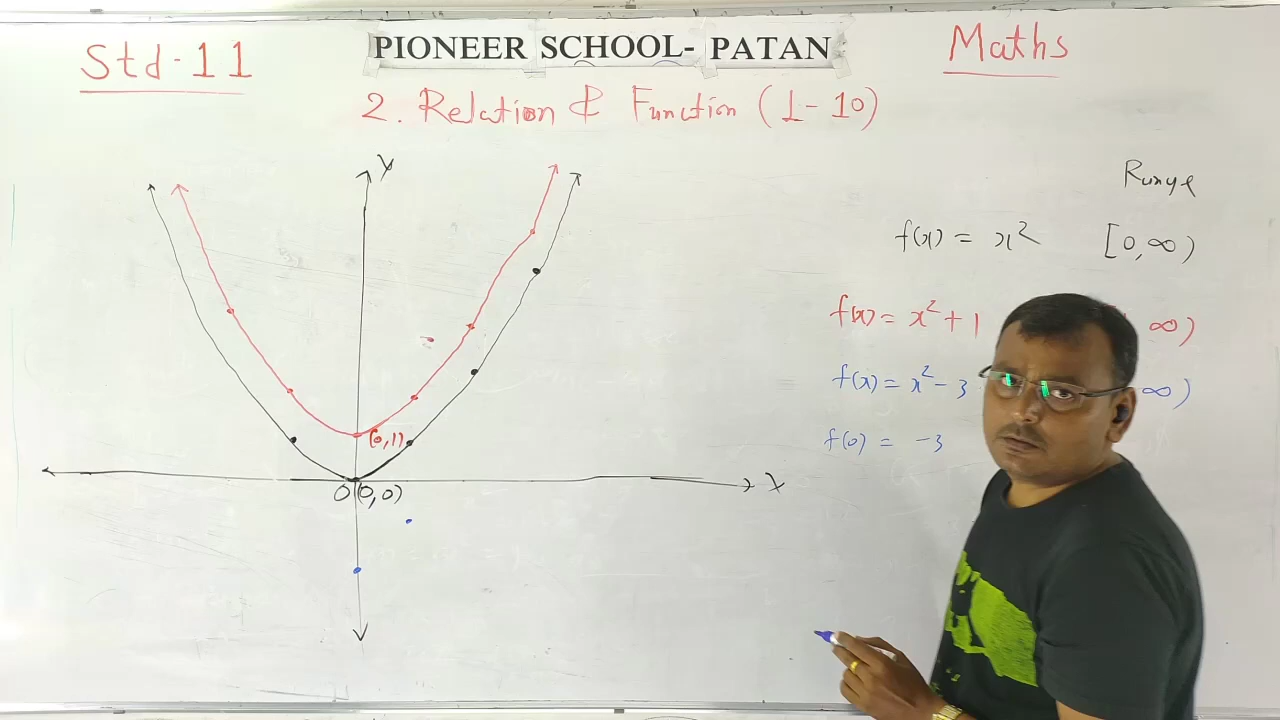 Std-11
PIONEER SCHOOL- PATAN
Maths
2. Relation & Function (1-10)
Y
Range
f(x) = x² [0, ∞)
f(x) = x² + 1 ∞)
f(x) = x² - 3 ∞)
f(0) = -3
(0,1)
X
O (0,0)